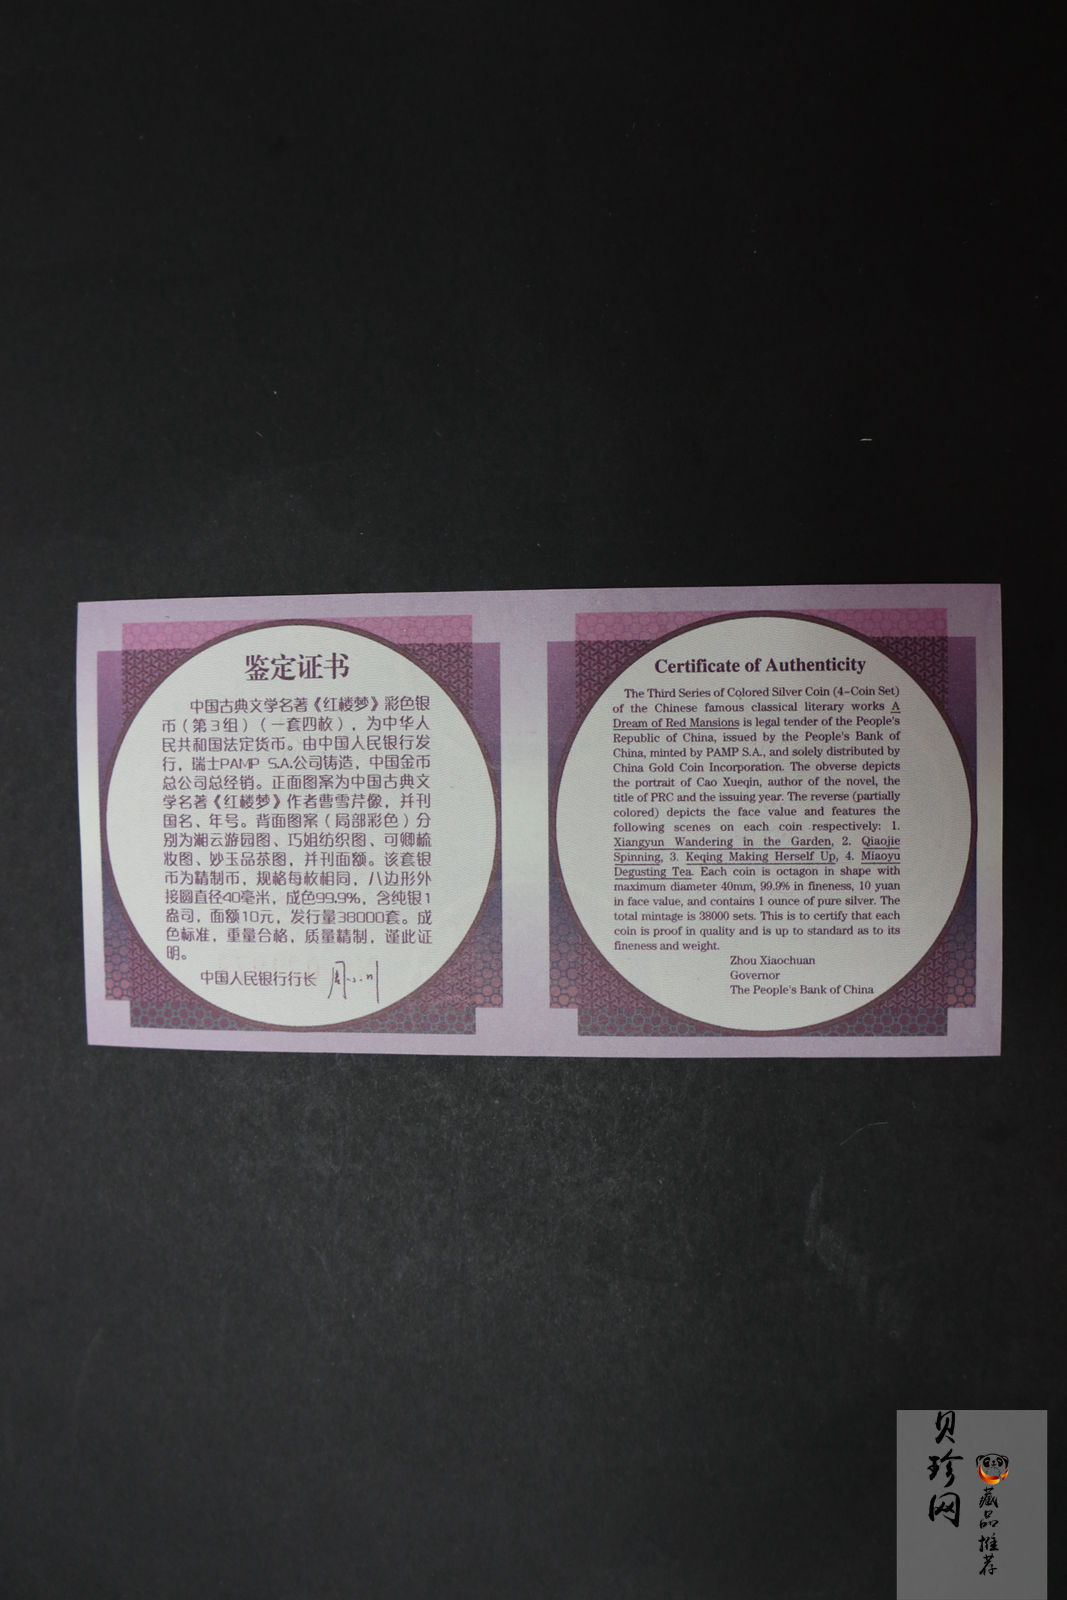 鉴定证书
中国古典文学名著《红楼梦》彩色银
币（第3组）（一套四枚），为中华人
民共和国法定货币。由中国人民银行发
行，瑞士PAMP S.A.公司铸造，中国金币
总公司总经销。正面图案为中国古典文
学名著《红楼梦》作者曹雪芹像，并刊
国名、年号。背面图案（局部彩色）分
别为湘云游园图、巧姐纺织图、可卿梳
妆图、妙玉品茶图，并刊面额。该套银
币为精制币，规格每枚相同，八边形外
接圆直径40毫米，成色99.9%，含纯银1
盎司，面额10元，发行量38000套。成
色标准，重量合格，质量精制，谨此证
明。
中国人民银行行长 周小川
Certificate of Authenticity
The Third Series of Colored Silver Coin (4-Coin Set)
of the Chinese famous classical literary works A
Dream of Red Mansions is legal tender of the People's
Republic of China, issued by the People's Bank of
China, minted by PAMP S.A., and solely distributed by
China Gold Coin Incorporation. The obverse depicts
the portrait of Cao Xueqin, author of the novel, the
title of PRC and the issuing year. The reverse (partially
colored) depicts the face value and features the
following scenes on each coin respectively: 1.
Xiangyun Wandering in the Garden, 2. Qiaojie
Spinning, 3. Keqing Making Herself Up, 4. Miaoyu
Degusting Tea. Each coin is octagon in shape with
maximum diameter 40mm, 99.9% in fineness, 10 yuan
in face value, and contains 1 ounce of pure silver. The
total mintage is 38000 sets. This is to certify that each
coin is proof in quality and is up to standard as to its
fineness and weight.
Zhou Xiaochuan
Governor
The People's Bank of China
贝珍网
藏品推荐